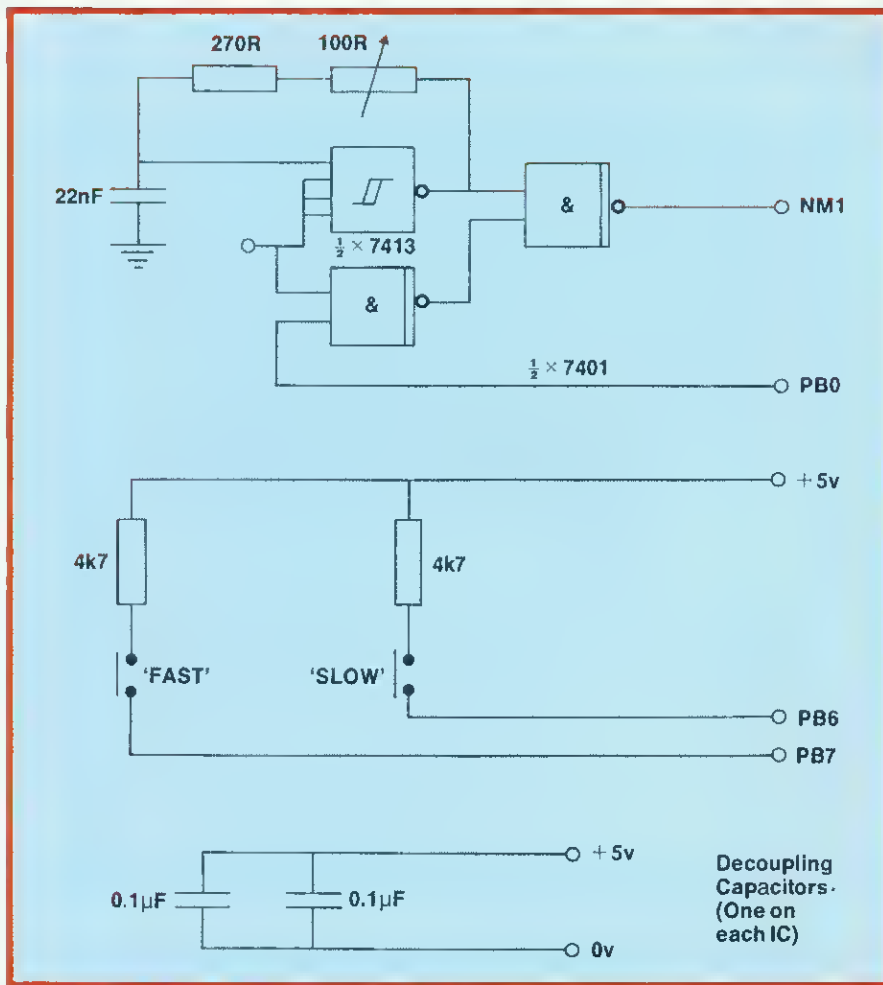 270R
100R
22nF
½ × 7413
&
NM1
&
½ × 7401
PB0
+5v
4k7
4k7
'FAST'
'SLOW'
PB6
PB7
+5v
0.1µF
0.1µF
0v
Decoupling
Capacitors.
(One on
each IC)